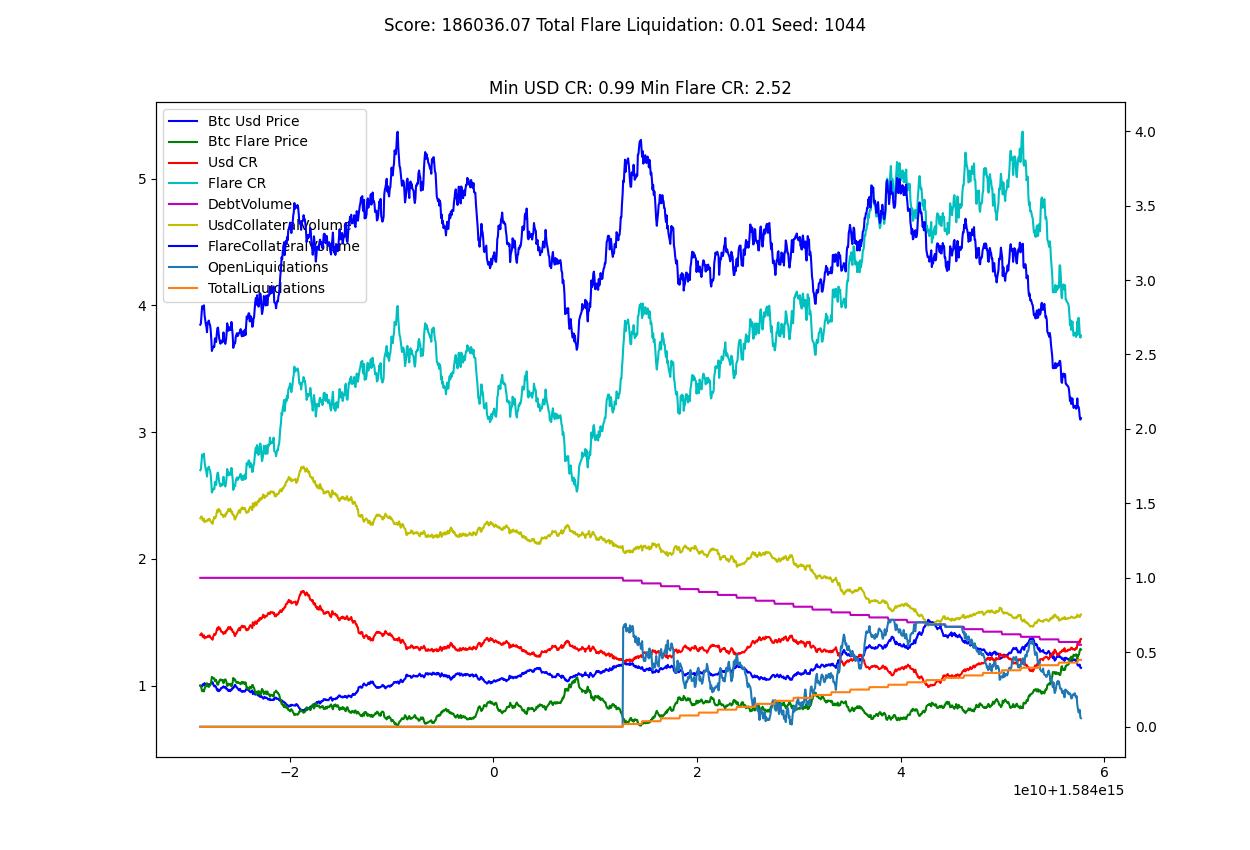 Score: 186036.07 Total Flare Liquidation: 0.01 Seed: 1044
Min USD CR: 0.99 Min Flare CR: 2.52
Btc Usd Price
Btc Flare Price
Usd CR
Flare CR
DebtVolume
UsdCollateralVolume
FlareCollateralVolume
OpenLiquidations
TotalLiquidations
5
4
3
2
1
4.0
3.5
3.0
2.5
2.0
1.5
1.0
0.5
0.0
−2
0
2
4
6
1e10+1.584e15